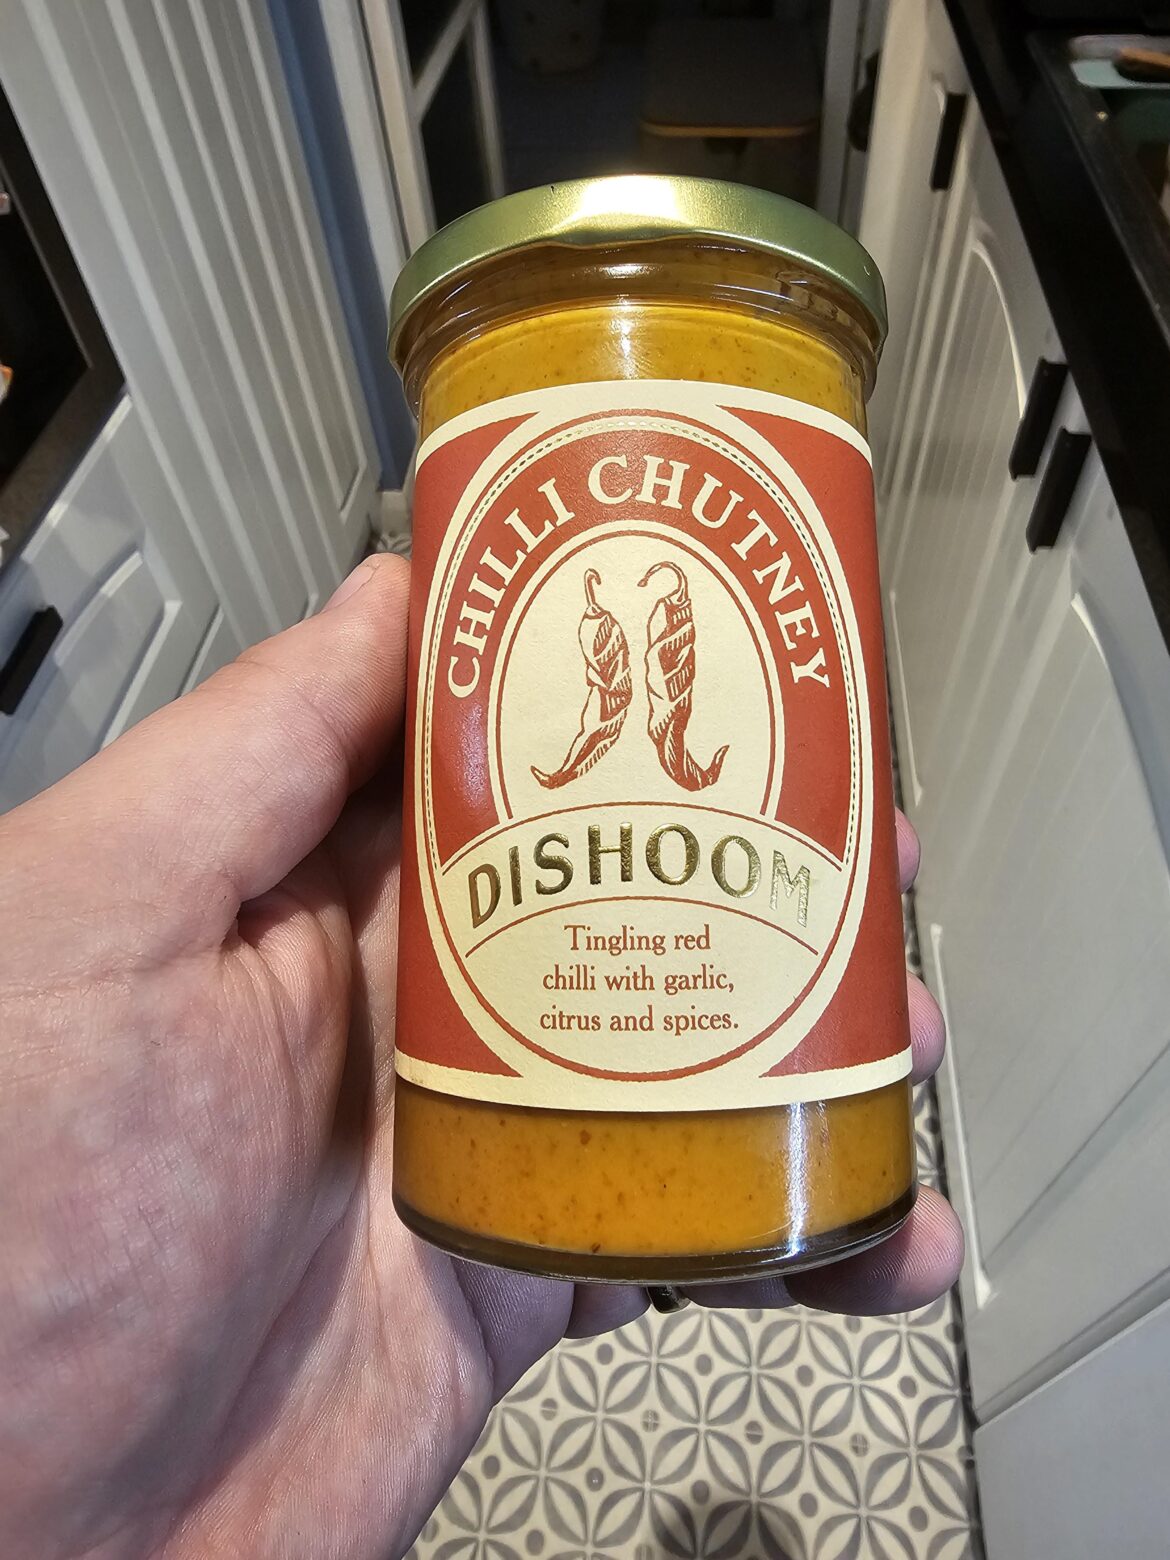 CHILLI CHUTNEY
DISHOOM
Tingling red
chilli with garlic,
citrus and spices.